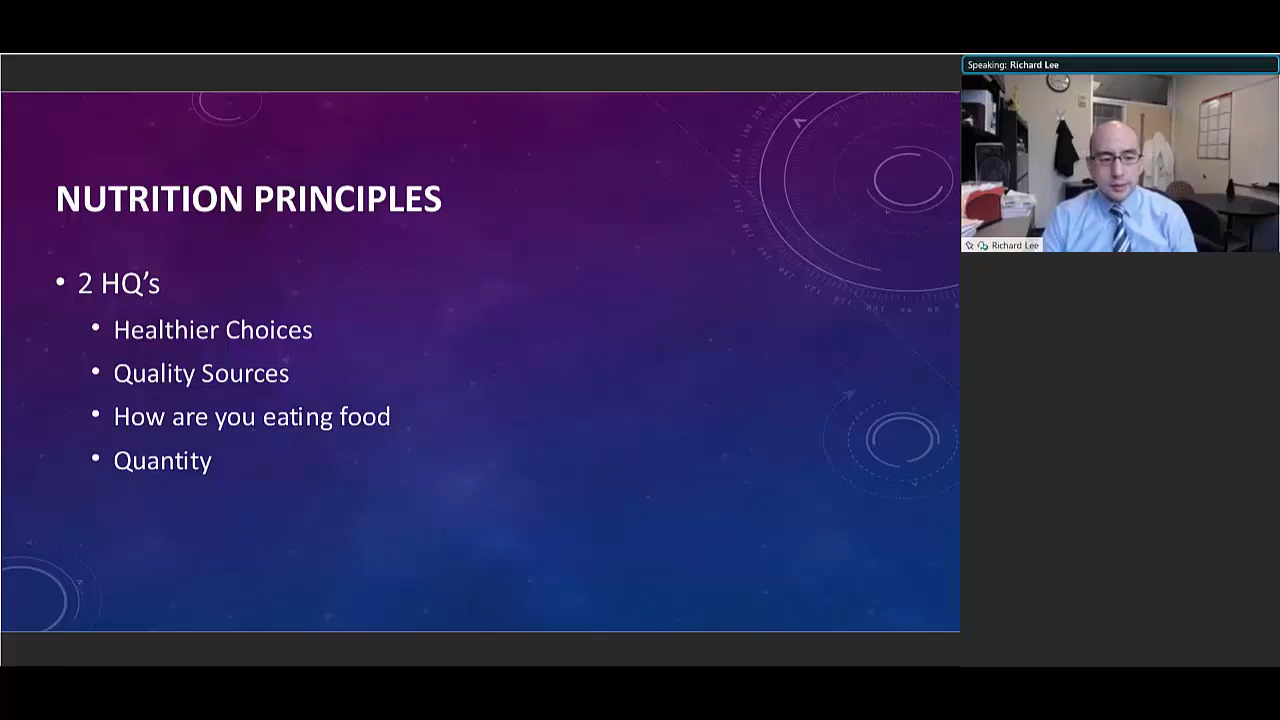 Speaking: Richard Lee
NUTRITION PRINCIPLES
• 2 HQ’s
• Healthier Choices
• Quality Sources
• How are you eating food
• Quantity
Richard Lee